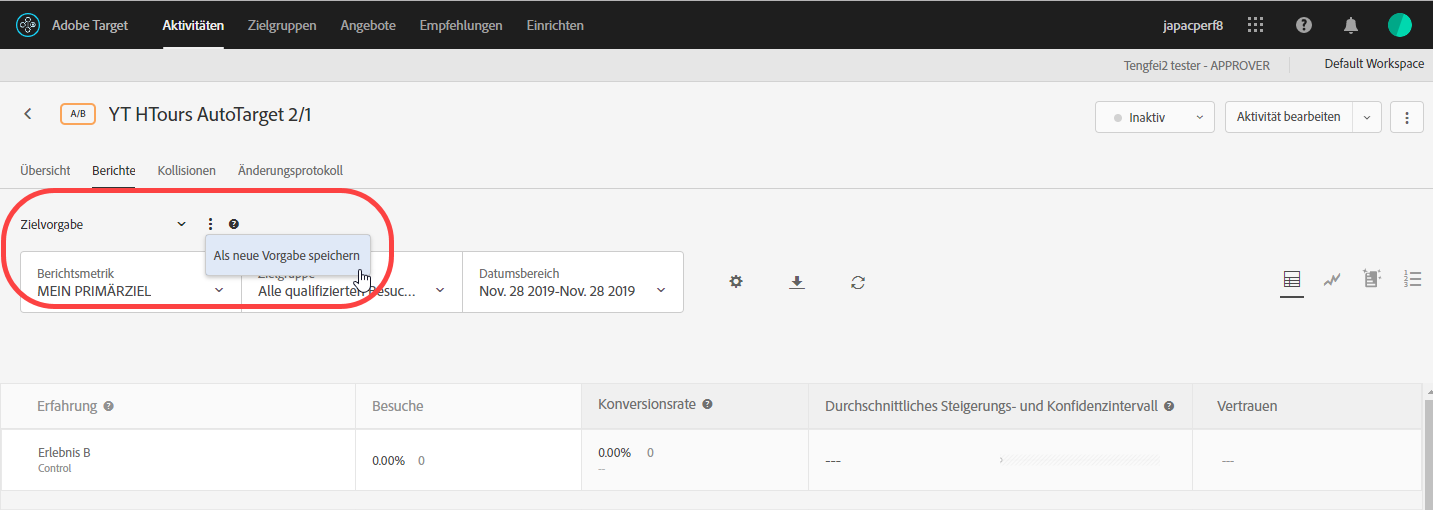 Adobe Target Aktivitäten Zielgruppen Angebote Empfehlungen Einrichten japacperf8
Tengfei2 tester - APPROVER Default Workspace
A/B YT HTours AutoTarget 2/1 Inaktiv Aktivität bearbeiten
Übersicht Berichte Kollisionen Änderungsprotokoll
Zielvorgabe
Als neue Vorgabe speichern
Berichtsmetrik Zielgruppe Datumsbereich
MEIN PRIMÄRZIEL Alle qualifizierten Besuc... Nov. 28 2019-Nov. 28 2019
Erfahrung Besuche Konversionsrate Durchschnittliches Steigerungs- und Konfidenzintervall Vertrauen
Erlebnis B 0.00% 0 0.00% 0 --- ---
Control --